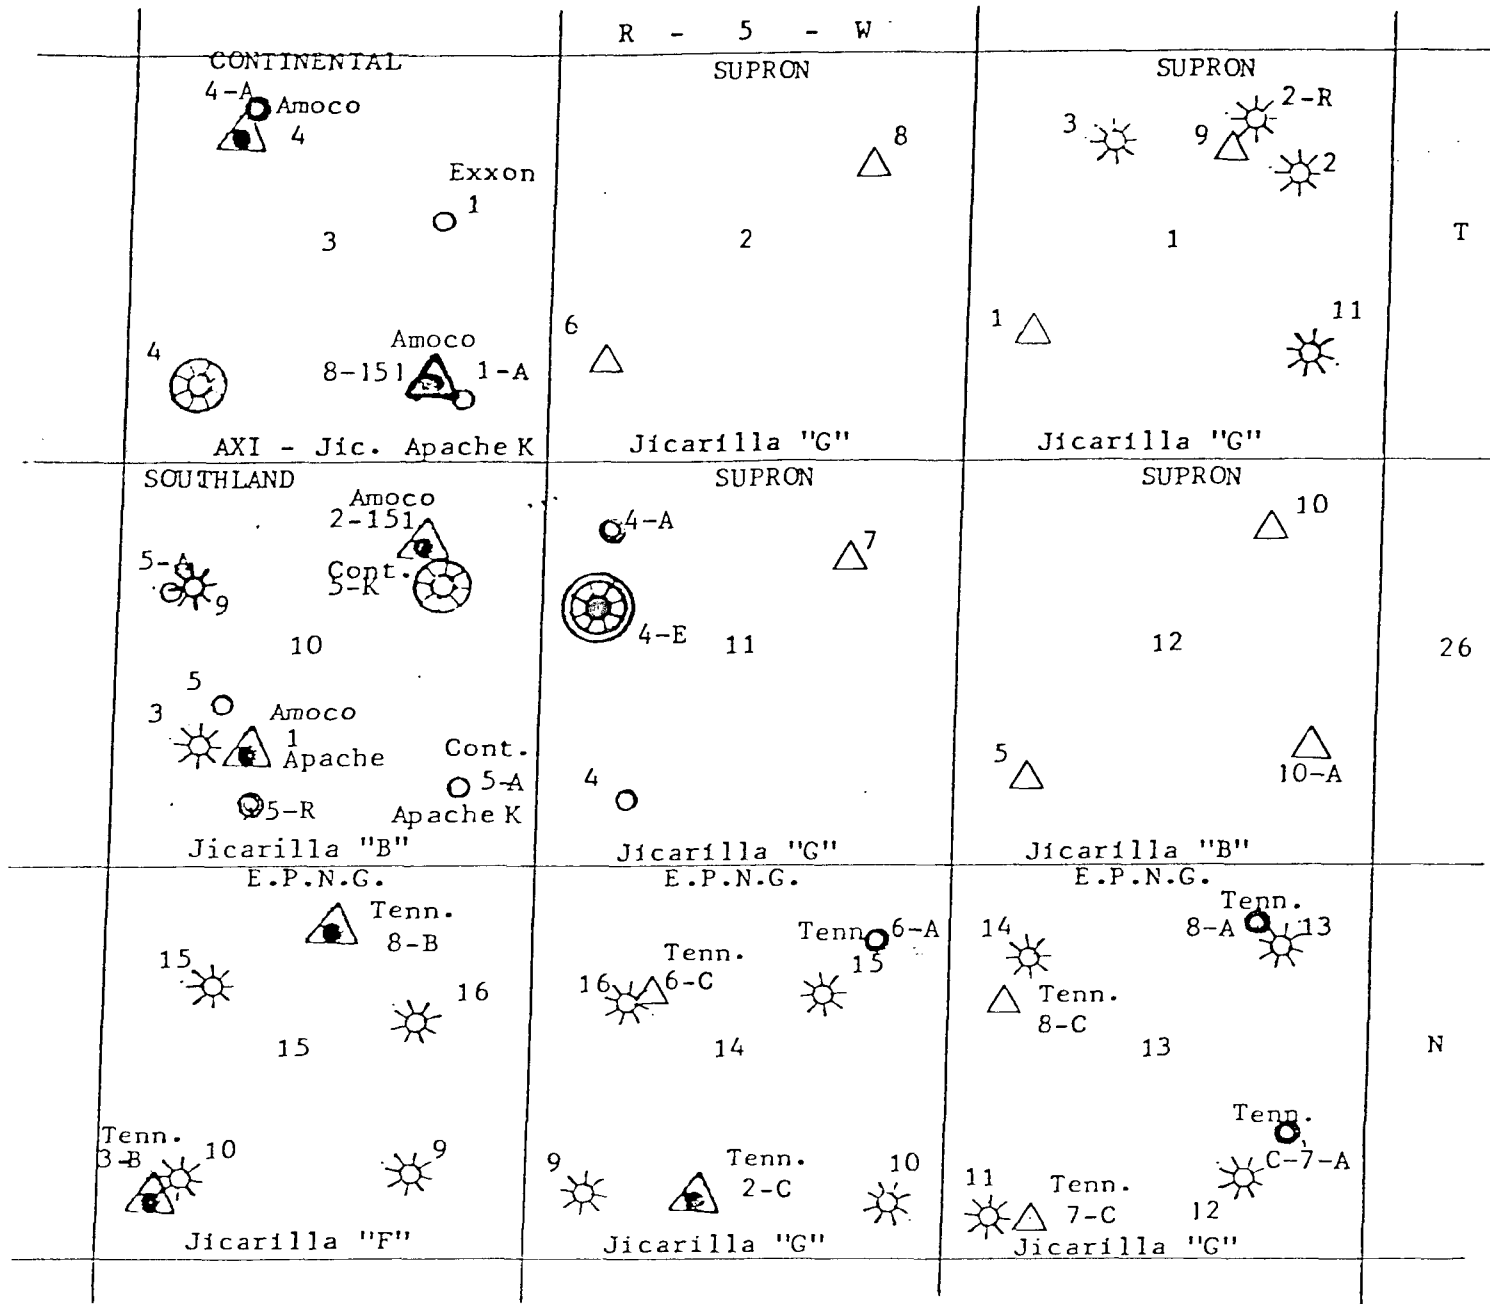 R - 5 - W
CONTINENTAL
4-A
Amoco
4
Exxon
1
3
4
Amoco
8-151
1-A
AXI - Jic. Apache K
SUPRON
8
2
6
Jicarilla "G"
SUPRON
3
2-R
9
2
1
1
11
Jicarilla "G"
T
SOUTHLAND
Amoco
2-151
5-A
9
Cont.
5-R
10
5
3
Amoco
1
Apache
Cont.
5-A
5-R
Apache K
Jicarilla "B"
SUPRON
4-A
7
4-E
11
4
Jicarilla "G"
SUPRON
10
12
5
10-A
Jicarilla "B"
26
E.P.N.G.
Tenn.
8-B
15
16
15
Tenn.
3-B
10
9
Jicarilla "F"
E.P.N.G.
Tenn.
6-A
Tenn.
6-C
16
15
14
9
Tenn.
2-C
10
Jicarilla "G"
E.P.N.G.
Tenn.
8-A
14
13
Tenn.
8-C
13
Tenn.
C-7-A
11
Tenn.
7-C
12
Jicarilla "G"
N